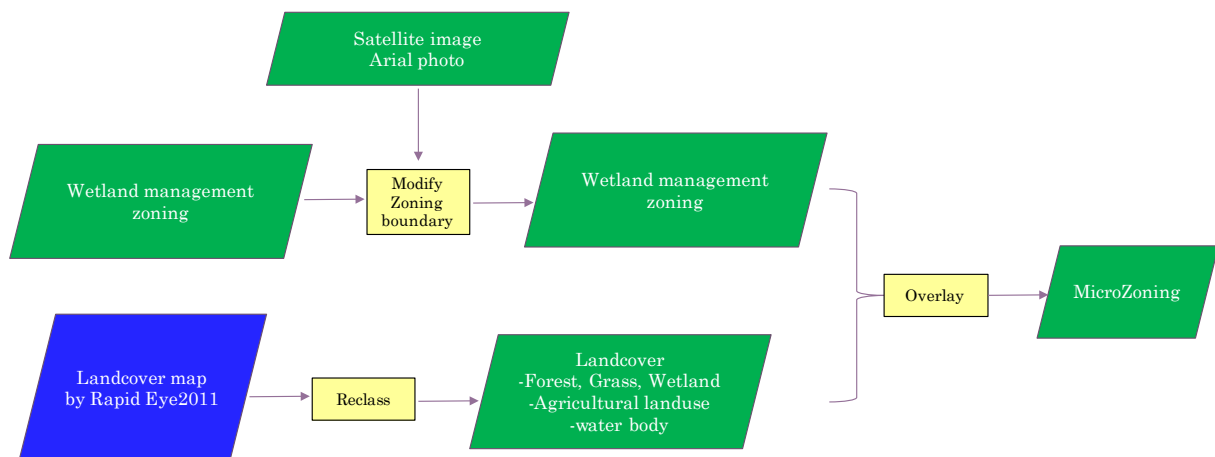 Satellite image
Arial photo
Wetland management
zoning
Modify
Zoning
boundary
Wetland management
zoning
Overlay
MicroZoning
Landcover map
by Rapid Eye2011
Reclass
Landcover
-Forest, Grass, Wetland
-Agricultural landuse
-water body